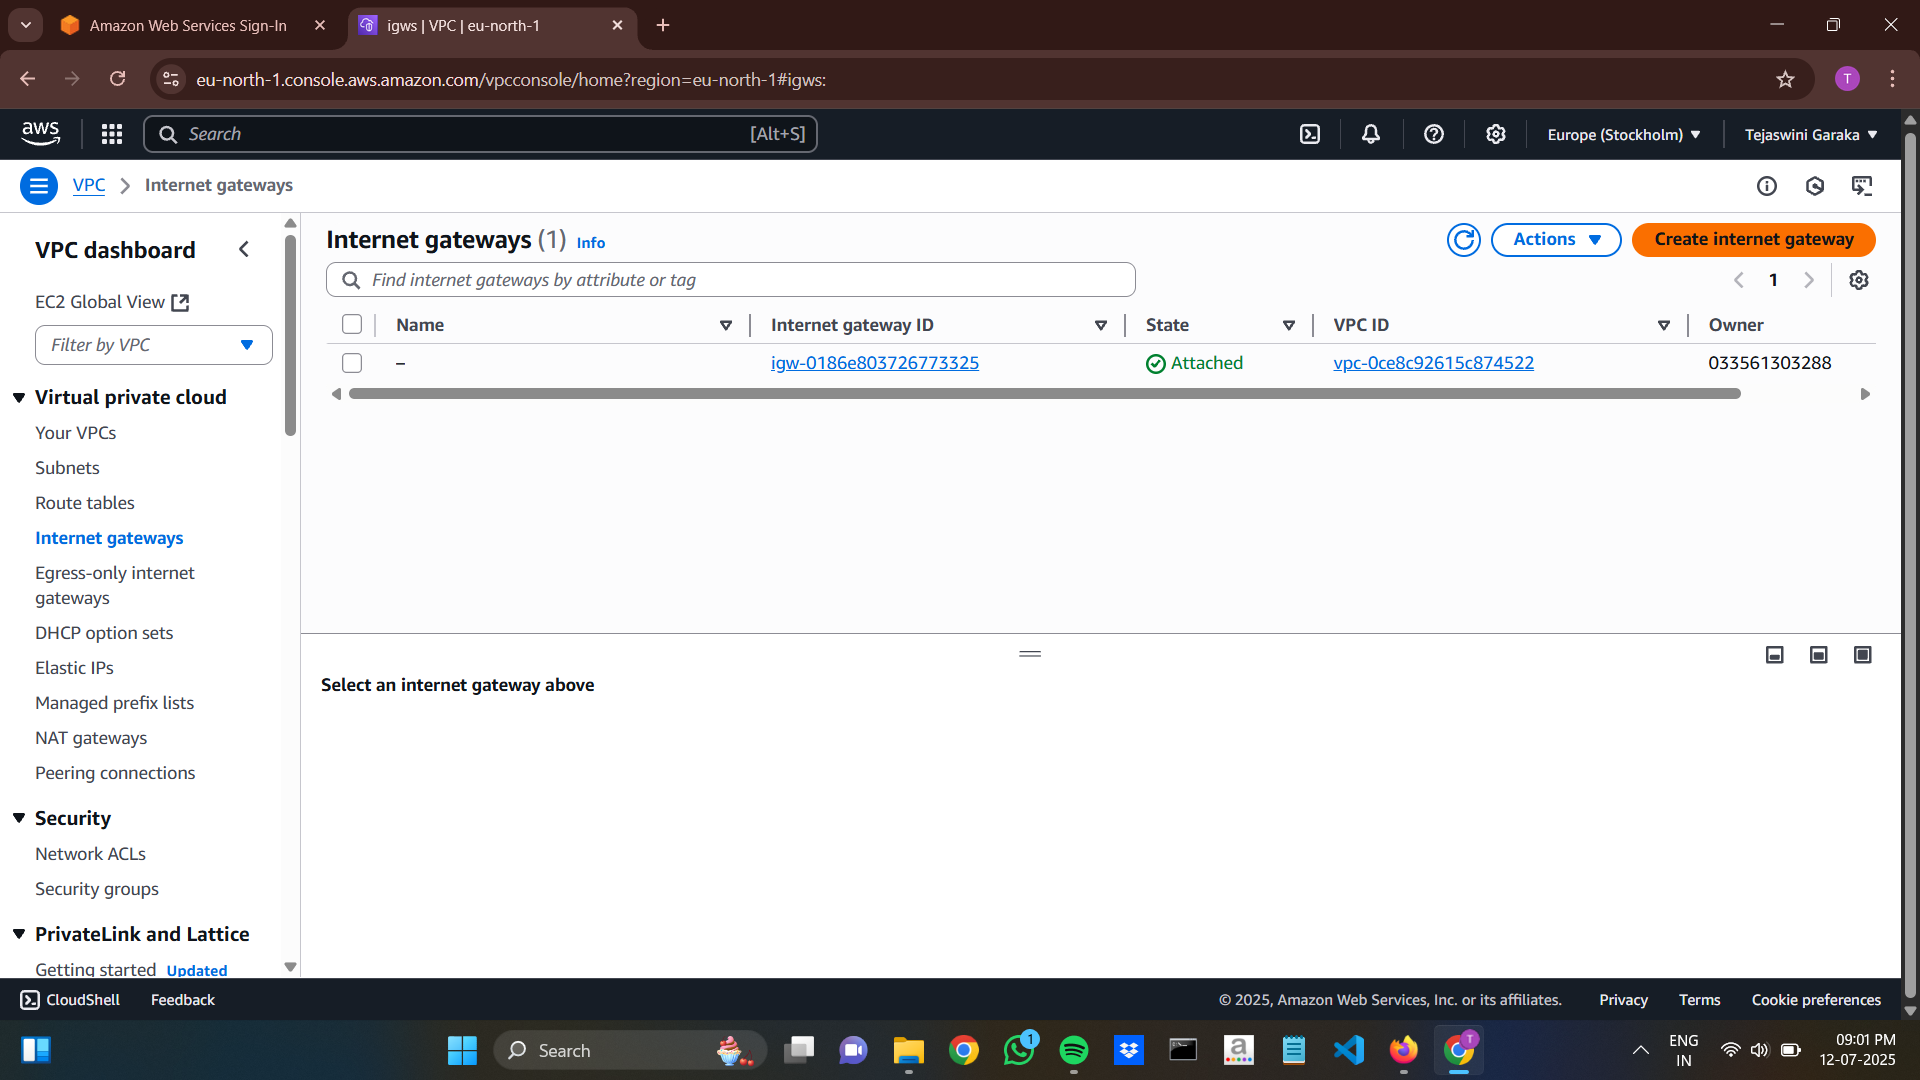 Amazon Web Services Sign-In
igws | VPC | eu-north-1
eu-north-1.console.aws.amazon.com/vpcconsole/home?region=eu-north-1#igws:
T
aws
Search
[Alt+S]
Europe (Stockholm)
Tejaswini Garaka
VPC
Internet gateways
VPC dashboard
EC2 Global View
Filter by VPC
Virtual private cloud
Your VPCs
Subnets
Route tables
Internet gateways
Egress-only internet
gateways
DHCP option sets
Elastic IPs
Managed prefix lists
NAT gateways
Peering connections
Security
Network ACLs
Security groups
PrivateLink and Lattice
Getting started Updated
Internet gateways (1) Info
Actions
Create internet gateway
Find internet gateways by attribute or tag
1
Name
Internet gateway ID
State
VPC ID
Owner
–
igw-0186e803726773325
Attached
vpc-0ce8c92615c874522
033561303288
Select an internet gateway above
CloudShell
Feedback
© 2025, Amazon Web Services, Inc. or its affiliates.
Privacy
Terms
Cookie preferences
Search
1
a
T
ENG
IN
09:01 PM
12-07-2025